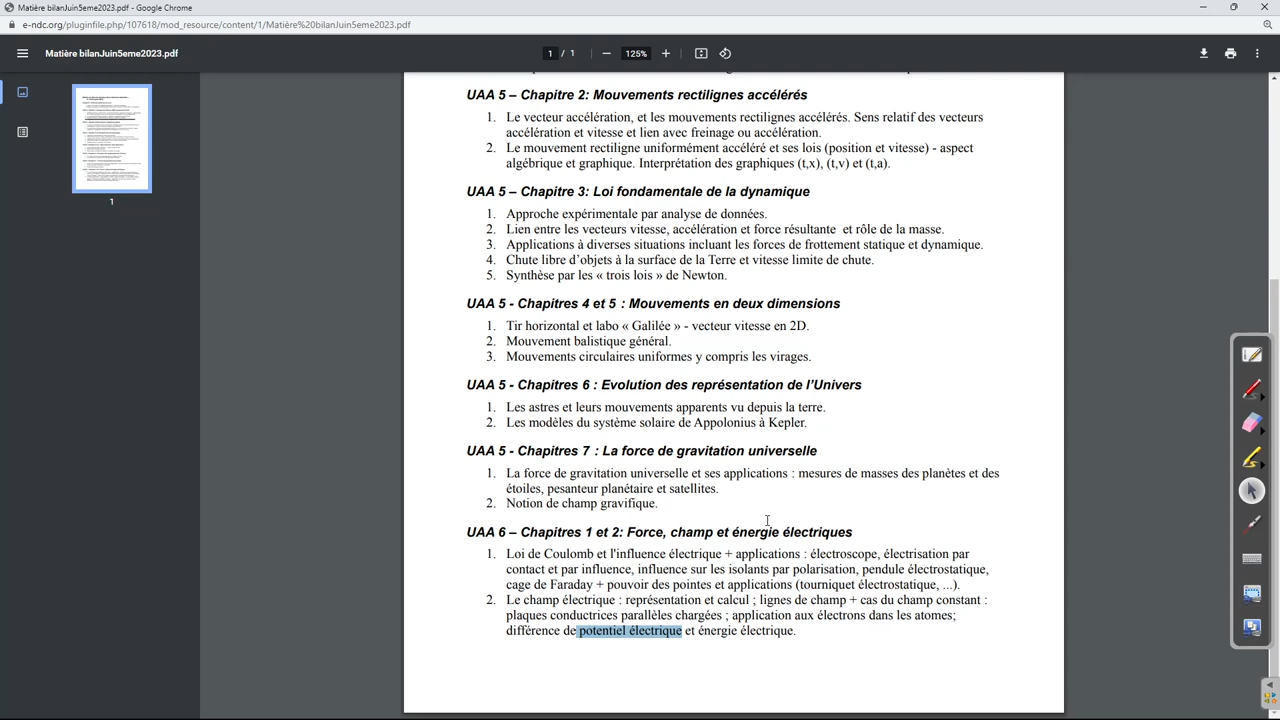 Matière bilanJuin5eme2023.pdf - Google Chrome
e-ndc.org/pluginfile.php/107618/mod_resource/content/1/Matière%20bilanJuin5eme2023.pdf
Matière bilanJuin5eme2023.pdf
1 / 1
125%
1
UAA 5 – Chapitre 2: Mouvements rectilignes accélérés
1. Le vecteur accélération, et les mouvements rectilignes accélérés. Sens relatif des vecteurs
accélération et vitesse et lien avec freinage ou accélération.
2. Le mouvement rectiligne uniformément accéléré et ses lois (position et vitesse) - aspect
algébrique et graphique. Interprétation des graphiques (t,x), (t,v) et (t,a).
UAA 5 – Chapitre 3: Loi fondamentale de la dynamique
1. Approche expérimentale par analyse de données.
2. Lien entre les vecteurs vitesse, accélération et force résultante et rôle de la masse.
3. Applications à diverses situations incluant les forces de frottement statique et dynamique.
4. Chute libre d’objets à la surface de la Terre et vitesse limite de chute.
5. Synthèse par les « trois lois » de Newton.
UAA 5 - Chapitres 4 et 5 : Mouvements en deux dimensions
1. Tir horizontal et labo « Galilée » - vecteur vitesse en 2D.
2. Mouvement balistique général.
3. Mouvements circulaires uniformes y compris les virages.
UAA 5 - Chapitres 6 : Evolution des représentation de l’Univers
1. Les astres et leurs mouvements apparents vu depuis la terre.
2. Les modèles du système solaire de Appolonius à Kepler.
UAA 5 - Chapitres 7 : La force de gravitation universelle
1. La force de gravitation universelle et ses applications : mesures de masses des planètes et des
étoiles, pesanteur planétaire et satellites.
2. Notion de champ gravifique.
UAA 6 – Chapitres 1 et 2: Force, champ et énergie électriques
1. Loi de Coulomb et l'influence électrique + applications : électroscope, électrisation par
contact et par influence, influence sur les isolants par polarisation, pendule électrostatique,
cage de Faraday + pouvoir des pointes et applications (tourniquet électrostatique, ...).
2. Le champ électrique : représentation et calcul ; lignes de champ + cas du champ constant :
plaques conductrices parallèles chargées ; application aux électrons dans les atomes;
différence de potentiel électrique et énergie électrique.